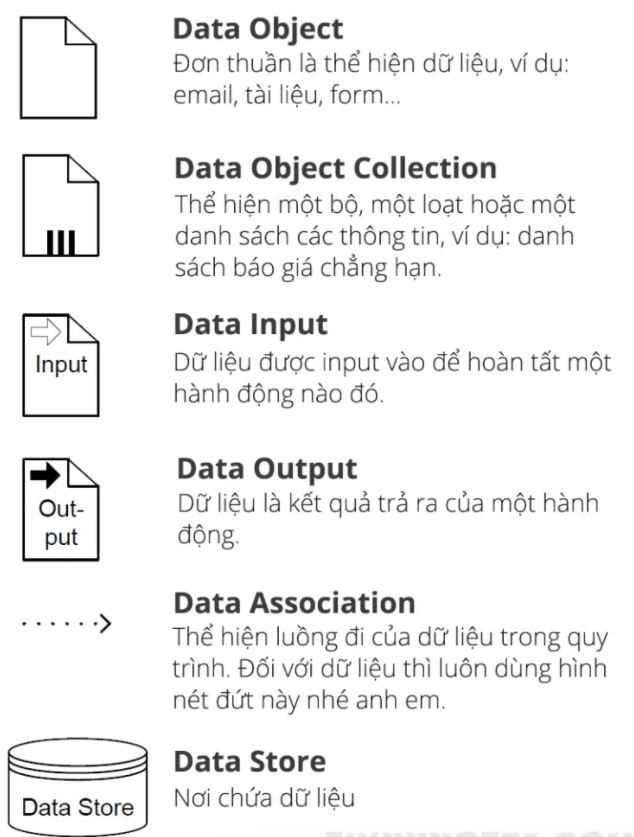 Data Object
Đơn thuần là thể hiện dữ liệu, ví dụ:
email, tài liệu, form...
Data Object Collection
Thể hiện một bộ, một loạt hoặc một
danh sách các thông tin, ví dụ: danh
sách báo giá chẳng hạn.
Input
Data Input
Dữ liệu được input vào để hoàn tất một
hành động nào đó.
Out-
put
Data Output
Dữ liệu là kết quả trả ra của một hành
động.
Data Association
Thể hiện luồng đi của dữ liệu trong quy
trình. Đối với dữ liệu thì luôn dùng hình
nét đứt này nhé anh em.
Data Store
Data Store
Nơi chứa dữ liệu